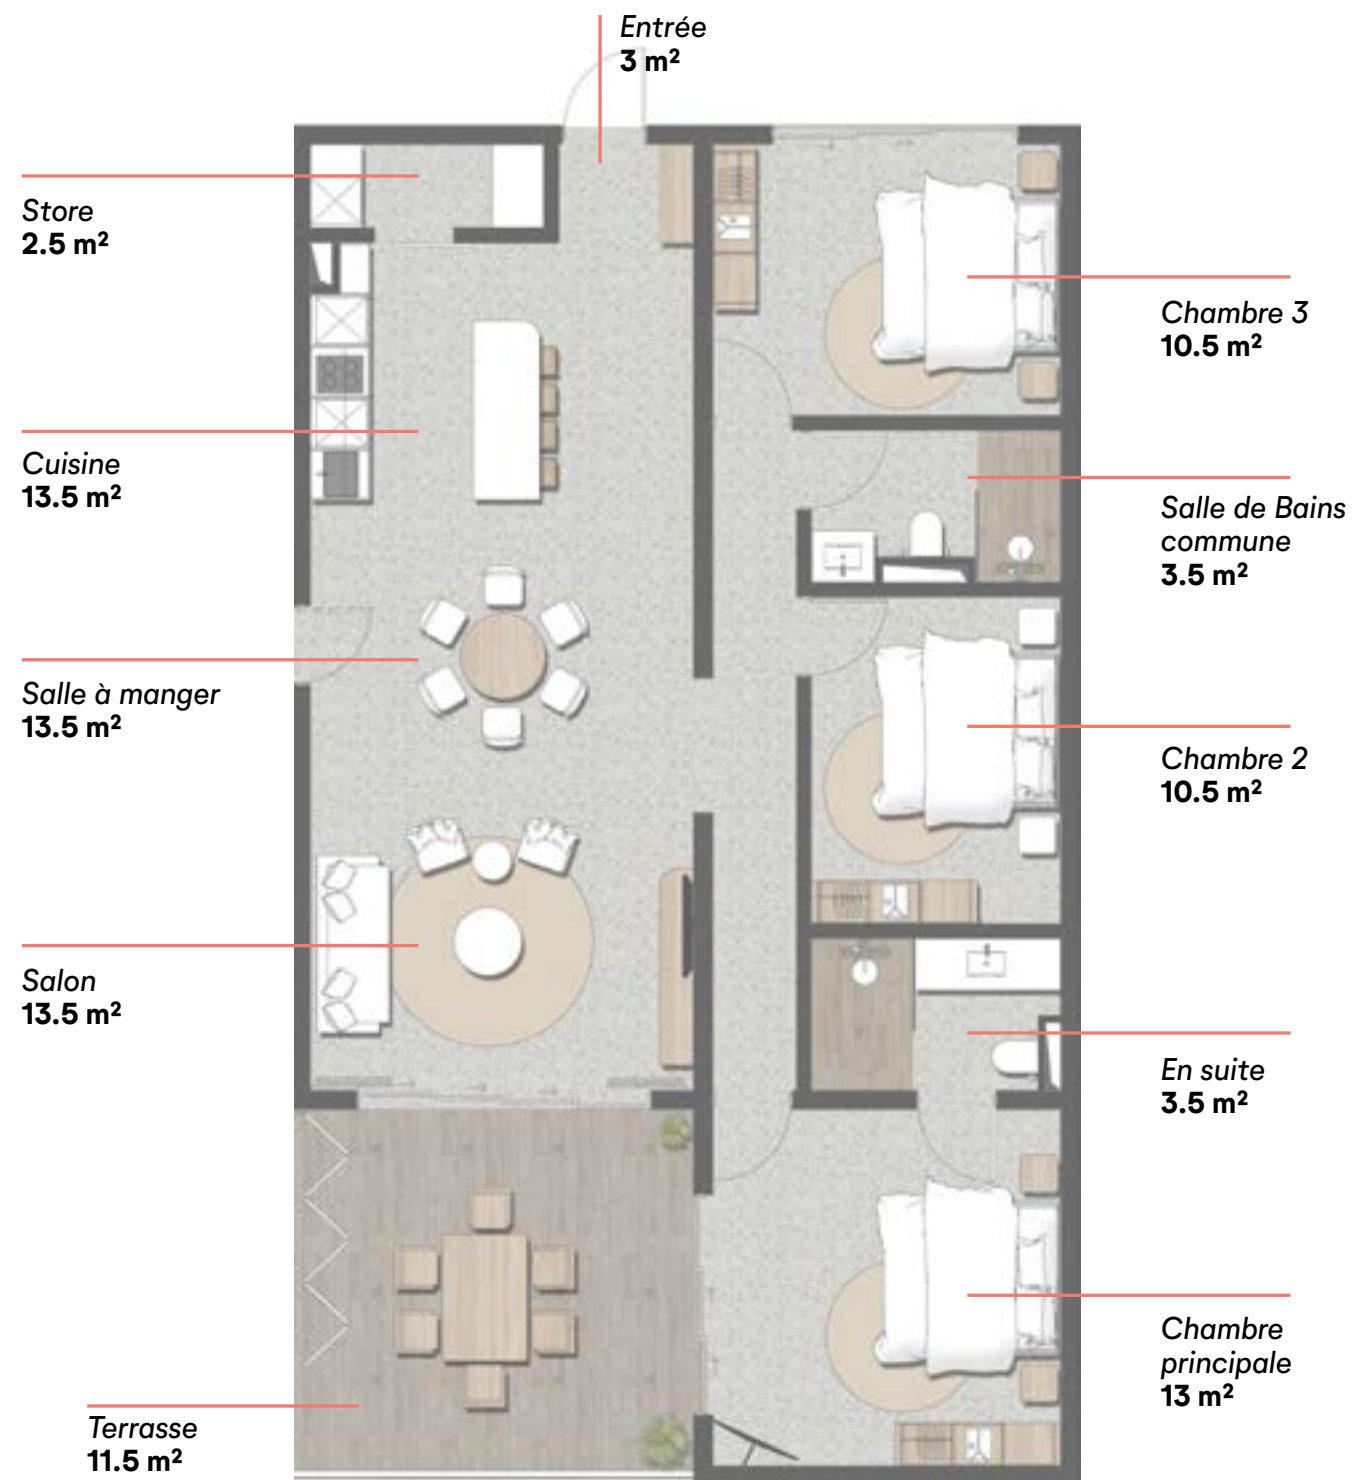 Entrée
3 m²
Store
2.5 m²
Cuisine
13.5 m²
Salle à manger
13.5 m²
Salon
13.5 m²
Terrasse
11.5 m²
Chambre 3
10.5 m²
Salle de Bains
commune
3.5 m²
Chambre 2
10.5 m²
En suite
3.5 m²
Chambre
principale
13 m²